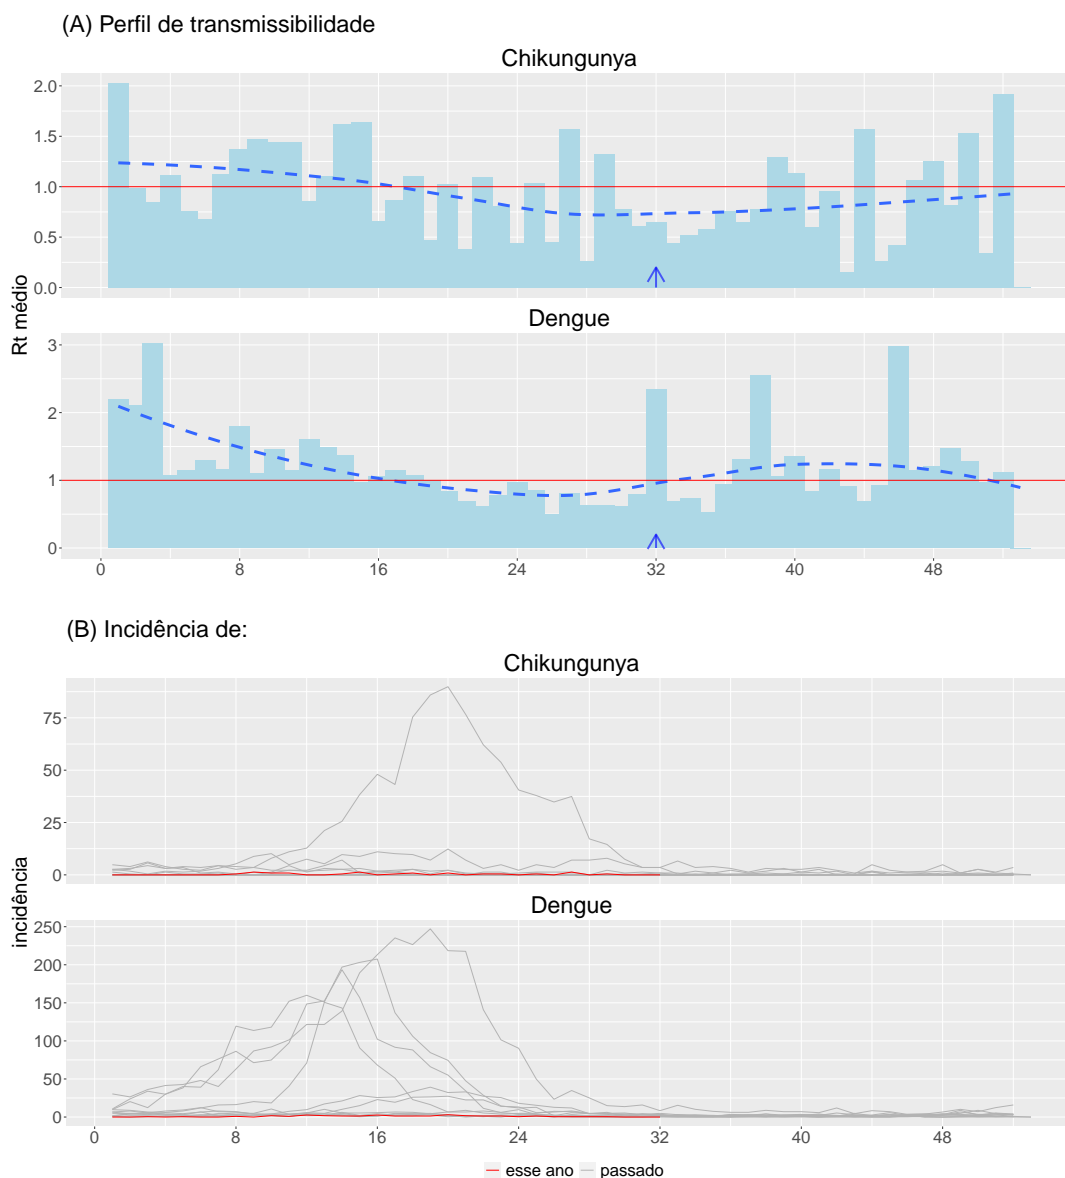 (A) Perfil de transmissibilidade
Chikungunya
2.0
1.5
1.0
0.5
0.0
Rt médio
Dengue
3
2
1
0
0 8 16 24 32 40 48
(B) Incidência de:
Chikungunya
75
50
25
0
incidência
Dengue
250
200
150
100
50
0
0 8 16 24 32 40 48
esse ano passado